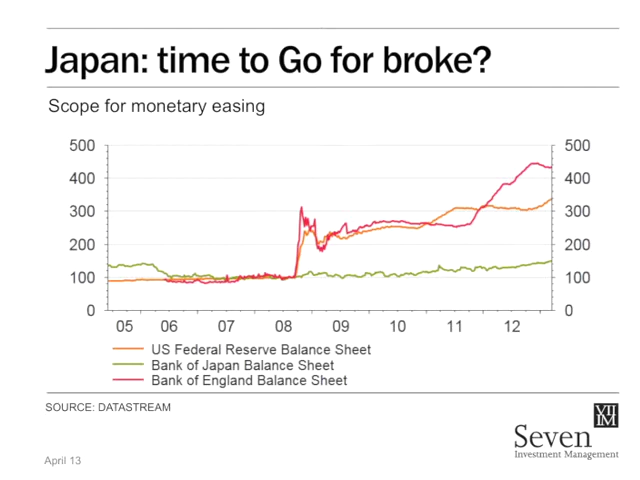 Japan: time to Go for broke?
Scope for monetary easing
500 500
400 400
300 300
200 200
100 100
0 0
05 06 07 08 09 10 11 12
US Federal Reserve Balance Sheet
Bank of Japan Balance Sheet
Bank of England Balance Sheet
SOURCE: DATASTREAM
VII
IM
Seven
Investment Management
April 13